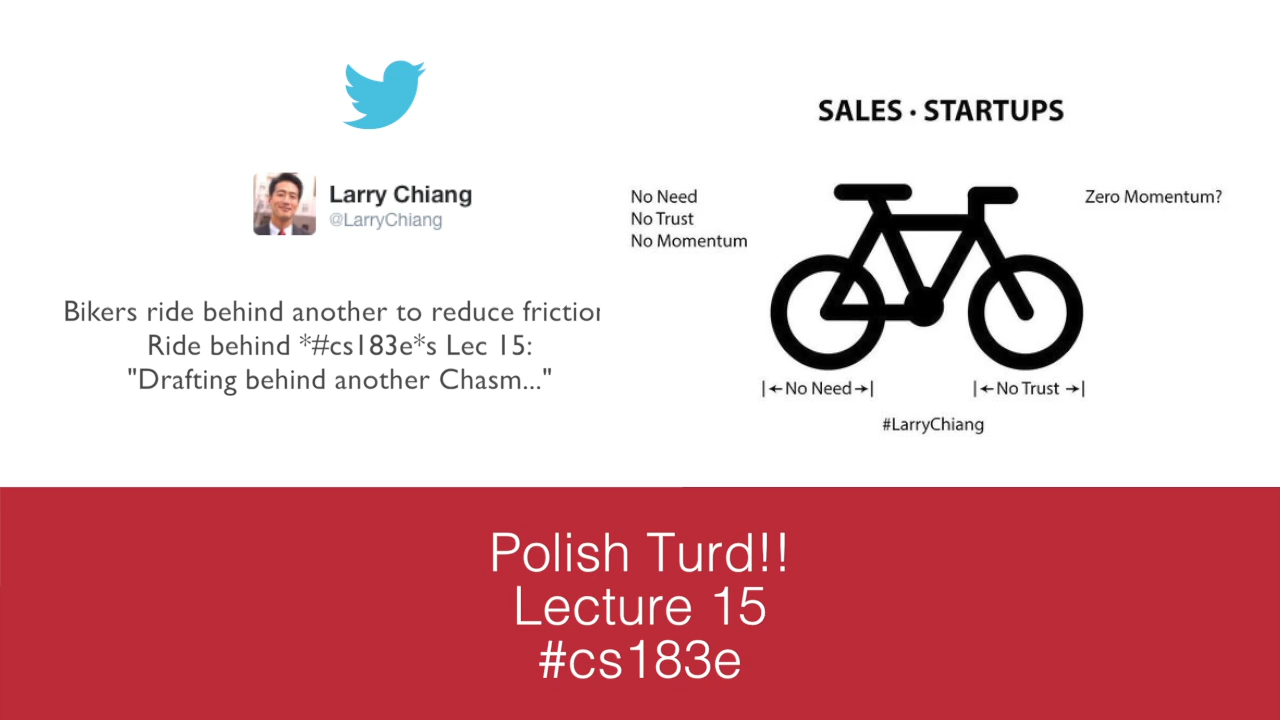 Larry Chiang
@LarryChiang
Bikers ride behind another to reduce friction
Ride behind *#cs183e*s Lec 15:
"Drafting behind another Chasm..."
SALES · STARTUPS
No Need
No Trust
No Momentum
Zero Momentum?
|←No Need→|
|←No Trust →|
#LarryChiang
Polish Turd!!
Lecture 15
#cs183e